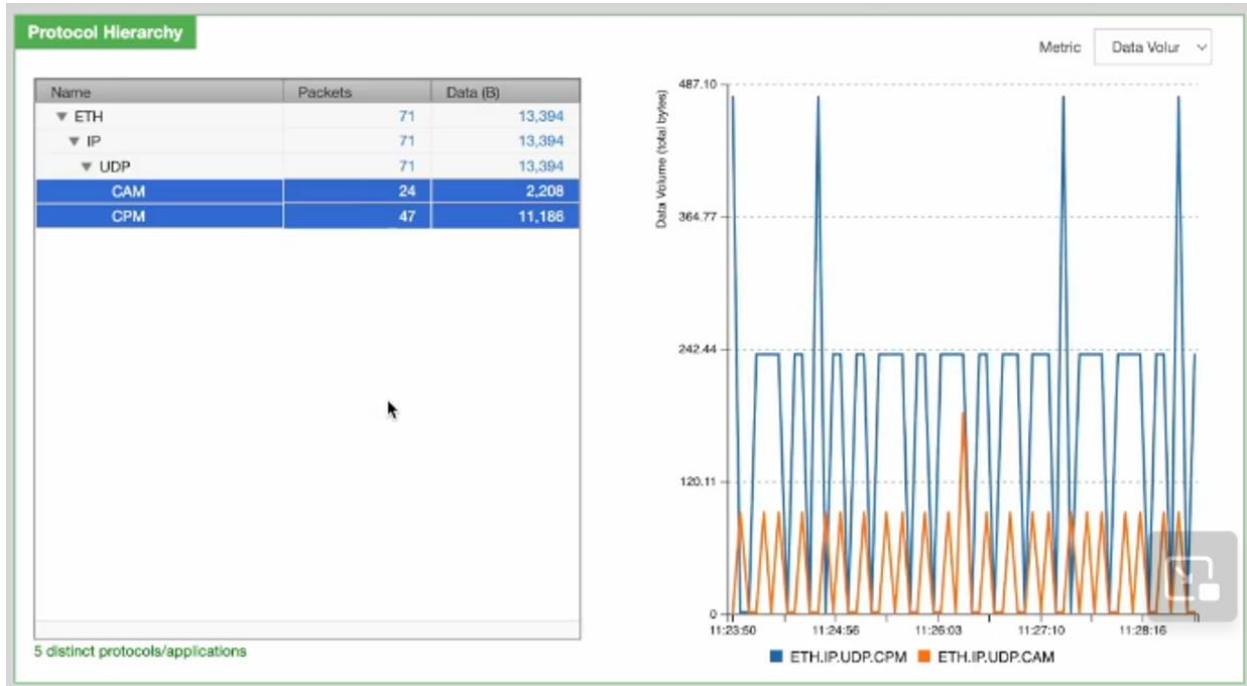 Protocol Hierarchy
Metric Data Volur
Name Packets Data (B)
ETH 71 13,394
IP 71 13,394
UDP 71 13,394
CAM 24 2,208
CPM 47 11,186
5 distinct protocols/applications
Data Volume (total bytes)
487.10
364.77
242.44
120.11
0
11:23:50 11:24:56 11:26:03 11:27:10 11:28:16
ETH.IP.UDP.CPM ETH.IP.UDP.CAM